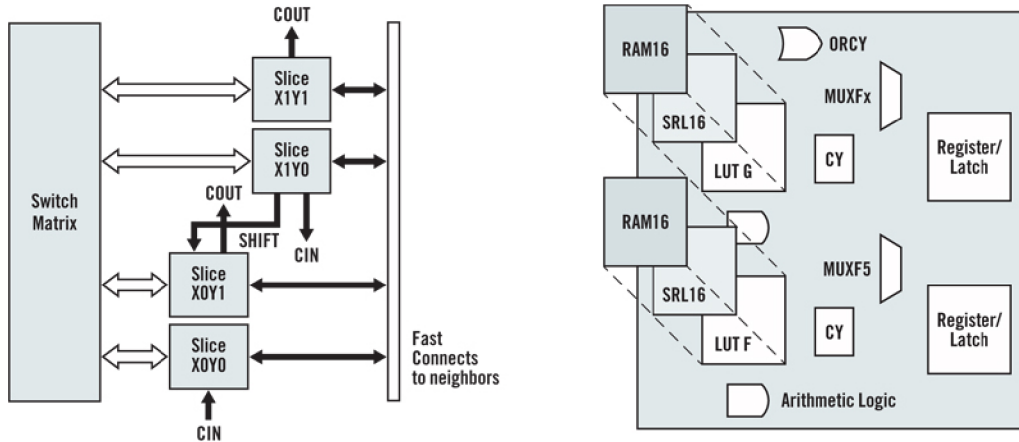 COUT
Slice
X1Y1
Slice
X1Y0
COUT
Switch
Matrix
SHIFT
CIN
Slice
X0Y1
Slice
X0Y0
Fast
Connects
to neighbors
CIN
RAM16
ORCY
MUXFx
SRL16
CY
Register/
Latch
LUT G
RAM16
MUXF5
SRL16
CY
Register/
Latch
LUT F
Arithmetic Logic